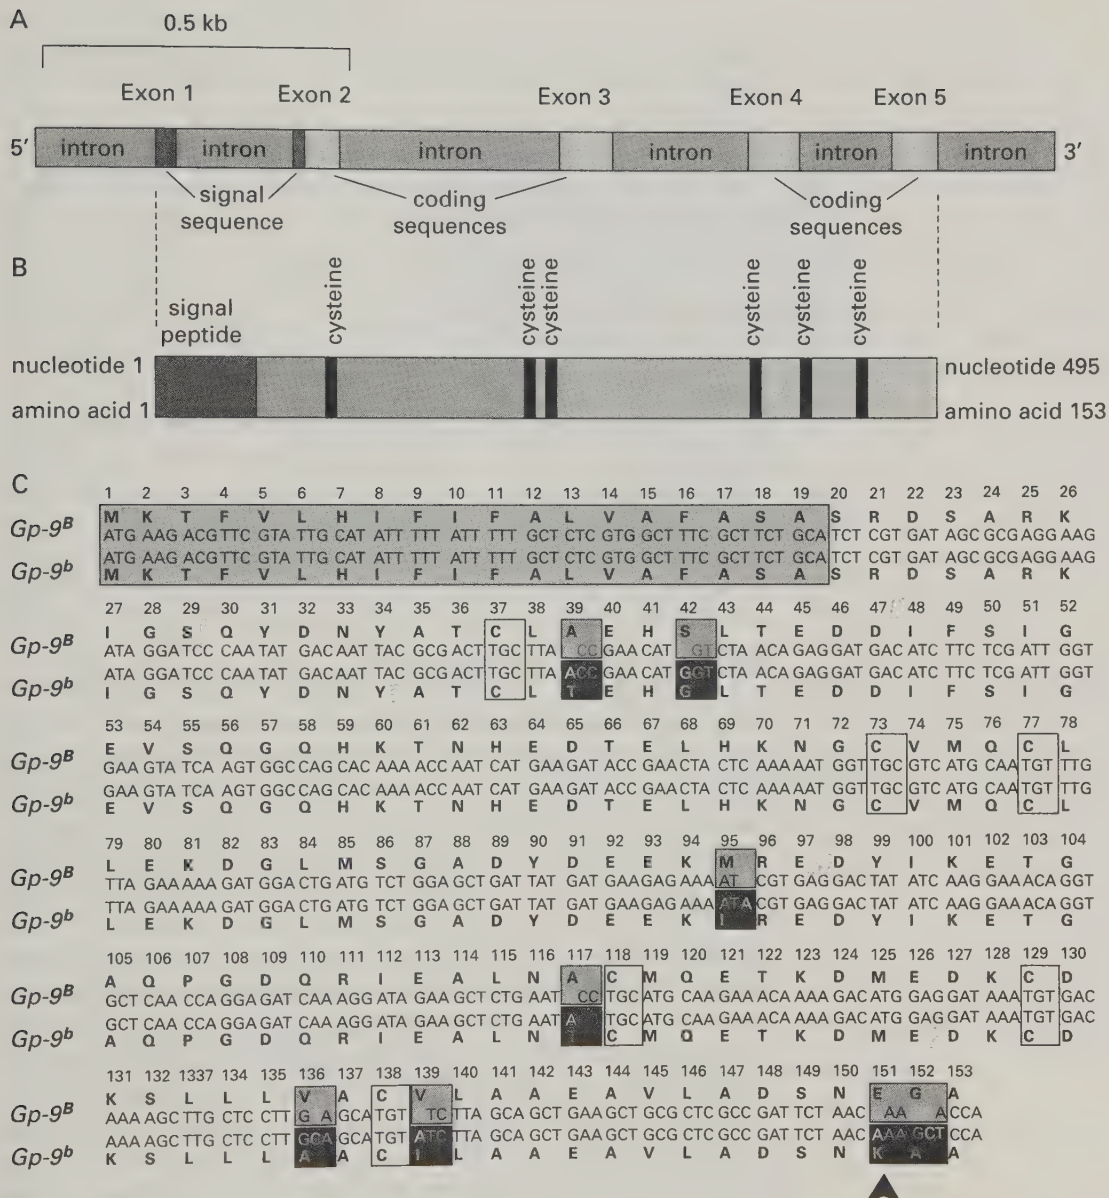 A
0.5 kb
Exon 1 Exon 2 Exon 3 Exon 4 Exon 5
5′ intron intron intron intron intron intron 3′
signal sequence
coding sequences
coding sequences
B
signal peptide
cysteine cysteine cysteine cysteine cysteine cysteine
nucleotide 1 nucleotide 495
amino acid 1 amino acid 153
C
1 2 3 4 5 6 7 8 9 10 11 12 13 14 15 16 17 18 19 20 21 22 23 24 25 26
M K T F V L H I F I F A L V A F A S A S R D S A R K
Gp-9B ATG AAG ACG TTC GTA TTG CAT ATT TTT ATT TTT GCT CTC GTG GCT TTC GCT TCT GCA TCT CGT GAT AGC GCG AGG AAG
Gp-9b ATG AAG ACG TTC GTA TTG CAT ATT TTT ATT TTT GCT CTC GTG GCT TTC GCT TCT GCA TCT CGT GAT AGC GCG AGG AAG
M K T F V L H I F I F A L V A F A S A S R D S A R K
27 28 29 30 31 32 33 34 35 36 37 38 39 40 41 42 43 44 45 46 47 48 49 50 51 52
I G S Q Y D N Y A T C L A E H S L T E D D I F S I G
Gp-9B ATA GGA TCC CAA TAT GAC AAT TAC GCG ACT TGC TTA CC GAA CAT GT CTA ACA GAG GAT GAC ATC TTC TCG ATT GGT
Gp-9b ATA GGA TCC CAA TAT GAC AAT TAC GCG ACT TGC TTA ACC GAA CAT GGT CTA ACA GAG GAT GAC ATC TTC TCG ATT GGT
I G S Q Y D N Y A T C L T E H G L T E D D I F S I G
53 54 55 56 57 58 59 60 61 62 63 64 65 66 67 68 69 70 71 72 73 74 75 76 77 78
E V S Q G Q H K T N H E D T E L H K N G C V M Q C L
Gp-9B GAA GTA TCA AGT GGC CAG CAC AAA ACC AAT CAT GAA GAT ACC GAA CTA CTC AAA AAT GGT TGC GTC ATG CAA TGT TTG
Gp-9b GAA GTA TCA AGT GGC CAG CAC AAA ACC AAT CAT GAA GAT ACC GAA CTA CTC AAA AAT GGT TGC GTC ATG CAA TGT TTG
E V S Q G Q H K T N H E D T E L H K N G C V M Q C L
79 80 81 82 83 84 85 86 87 88 89 90 91 92 93 94 95 96 97 98 99 100 101 102 103 104
L E K D G L M S G A D Y D E E K M R E D Y I K E T G
Gp-9B TTA GAA AAA GAT GGA CTG ATG TCT GGA GCT GAT TAT GAT GAA GAG AAA AT CGT GAG GAC TAT ATC AAG GAA ACA GGT
Gp-9b TTA GAA AAA GAT GGA CTG ATG TCT GGA GCT GAT TAT GAT GAA GAG AAA ATA CGT GAG GAC TAT ATC AAG GAA ACA GGT
L E K D G L M S G A D Y D E E K I R E D Y I K E T G
105 106 107 108 109 110 111 112 113 114 115 116 117 118 119 120 121 122 123 124 125 126 127 128 129 130
A Q P G D Q R I E A L N A C M Q E T K D M E D K C D
Gp-9B GCT CAA CCA GGA GAT CAA AGG ATA GAA GCT CTG AAT CC TGC ATG CAA GAA ACA AAA GAC ATG GAG GAT AAA TGT GAC
Gp-9b GCT CAA CCA GGA GAT CAA AGG ATA GAA GCT CTG AAT A TGC ATG CAA GAA ACA AAA GAC ATG GAG GAT AAA TGT GAC
A Q P G D Q R I E A L N T C M Q E T K D M E D K C D
131 132 1337 134 135 136 137 138 139 140 141 142 143 144 145 146 147 148 149 150 151 152 153
K S L L L V A C V L A A E A V L A D S N E G A
Gp-9B AAA AGC TTG CTC CTT G A GCA TGT TC TTA GCA GCT GAA GCT GCG CTC GCC GAT TCT AAC AA A CCA
Gp-9b AAA AGC TTG CTC CTT GCA GCA TGT ATC TTA GCA GCT GAA GCT GCG CTC GCC GAT TCT AAC AAA GCT CCA
K S L L L A A C I L A A E A V L A D S N K A A